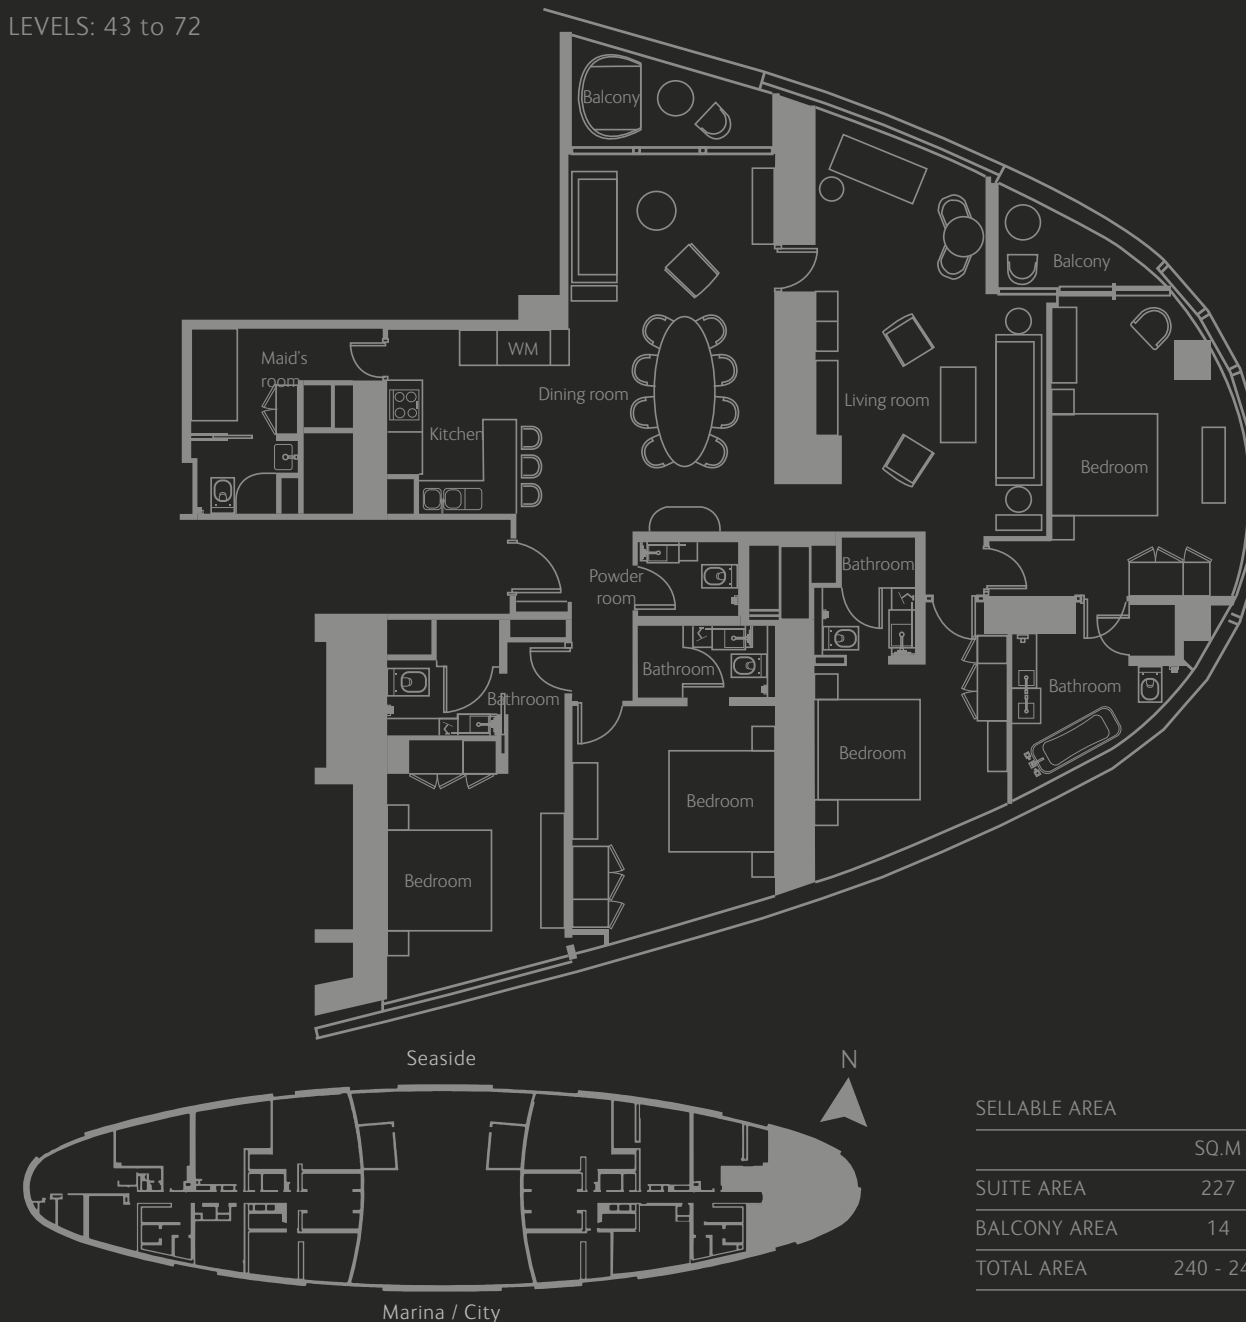 LEVELS: 43 to 72
Balcony
Balcony
Maid's
room
WM
Dining room
Living room
Kitchen
Bedroom
Powder
room
Bathroom
Bathroom
Bathroom
Bathroom
Bedroom
Bedroom
Bedroom
Seaside
N
Marina / City
SELLABLE AREA
SQ.M
SUITE AREA 227
BALCONY AREA 14
TOTAL AREA 240 - 24